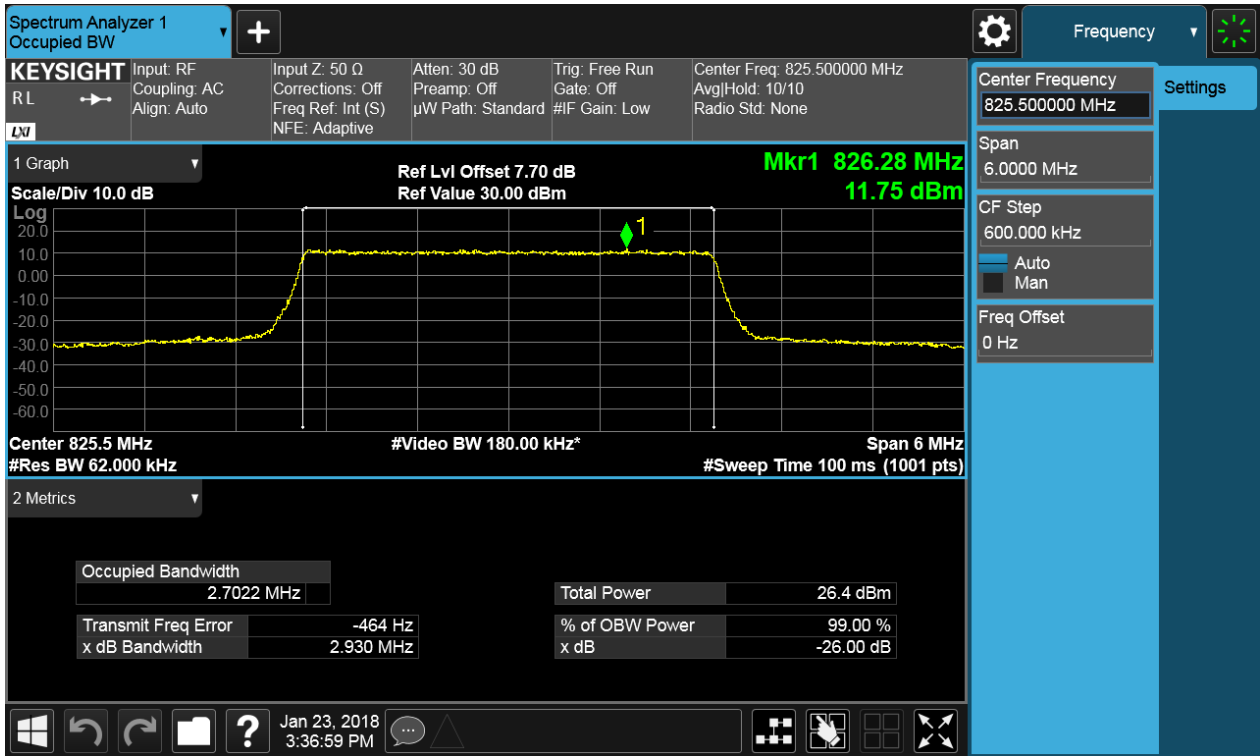 Spectrum Analyzer 1
Occupied BW
+
Frequency
KEYSIGHT
R L
LXI
Input: RF
Coupling: AC
Align: Auto
Input Z: 50 Ω
Corrections: Off
Freq Ref: Int (S)
NFE: Adaptive
Atten: 30 dB
Preamp: Off
µW Path: Standard
Trig: Free Run
Gate: Off
#IF Gain: Low
Center Freq: 825.500000 MHz
Avg|Hold: 10/10
Radio Std: None
Center Frequency
825.500000 MHz
Settings
Span
6.0000 MHz
CF Step
600.000 kHz
Auto
Man
Freq Offset
0 Hz
1 Graph
Scale/Div 10.0 dB
Ref Lvl Offset 7.70 dB
Ref Value 30.00 dBm
Mkr1 826.28 MHz
11.75 dBm
Log
20.0
10.0
0.00
-10.0
-20.0
-30.0
-40.0
-50.0
-60.0
1
Center 825.5 MHz
#Video BW 180.00 kHz*
Span 6 MHz
#Res BW 62.000 kHz
#Sweep Time 100 ms (1001 pts)
2 Metrics
Occupied Bandwidth
2.7022 MHz
Total Power 26.4 dBm
Transmit Freq Error -464 Hz
% of OBW Power 99.00 %
x dB Bandwidth 2.930 MHz
x dB -26.00 dB
?
Jan 23, 2018
3:36:59 PM